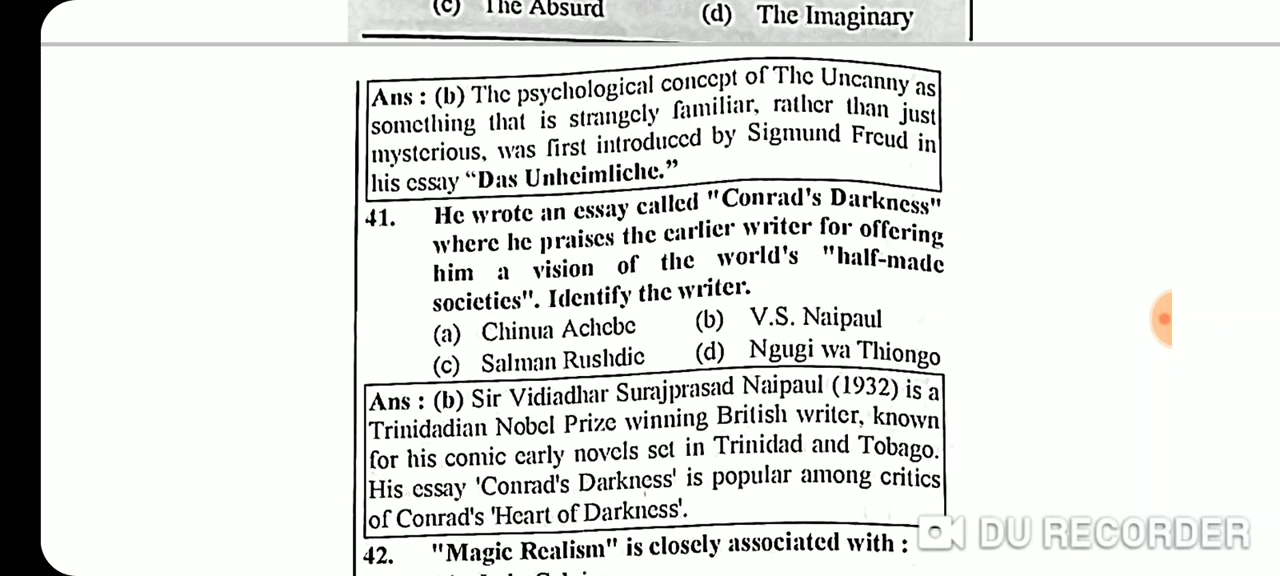 (c) The Absurd (d) The Imaginary
Ans : (b) The psychological concept of The Uncanny as
something that is strangely familiar, rather than just
mysterious, was first introduced by Sigmund Freud in
his essay “Das Unheimliche.”
41. He wrote an essay called "Conrad's Darkness"
where he praises the earlier writer for offering
him a vision of the world's "half-made
societies". Identify the writer.
(a) Chinua Achebe (b) V.S. Naipaul
(c) Salman Rushdie (d) Ngugi wa Thiongo
Ans : (b) Sir Vidiadhar Surajprasad Naipaul (1932) is a
Trinidadian Nobel Prize winning British writer, known
for his comic early novels set in Trinidad and Tobago.
His essay 'Conrad's Darkness' is popular among critics
of Conrad's 'Heart of Darkness'.
DU RECORDER
42. "Magic Realism" is closely associated with :